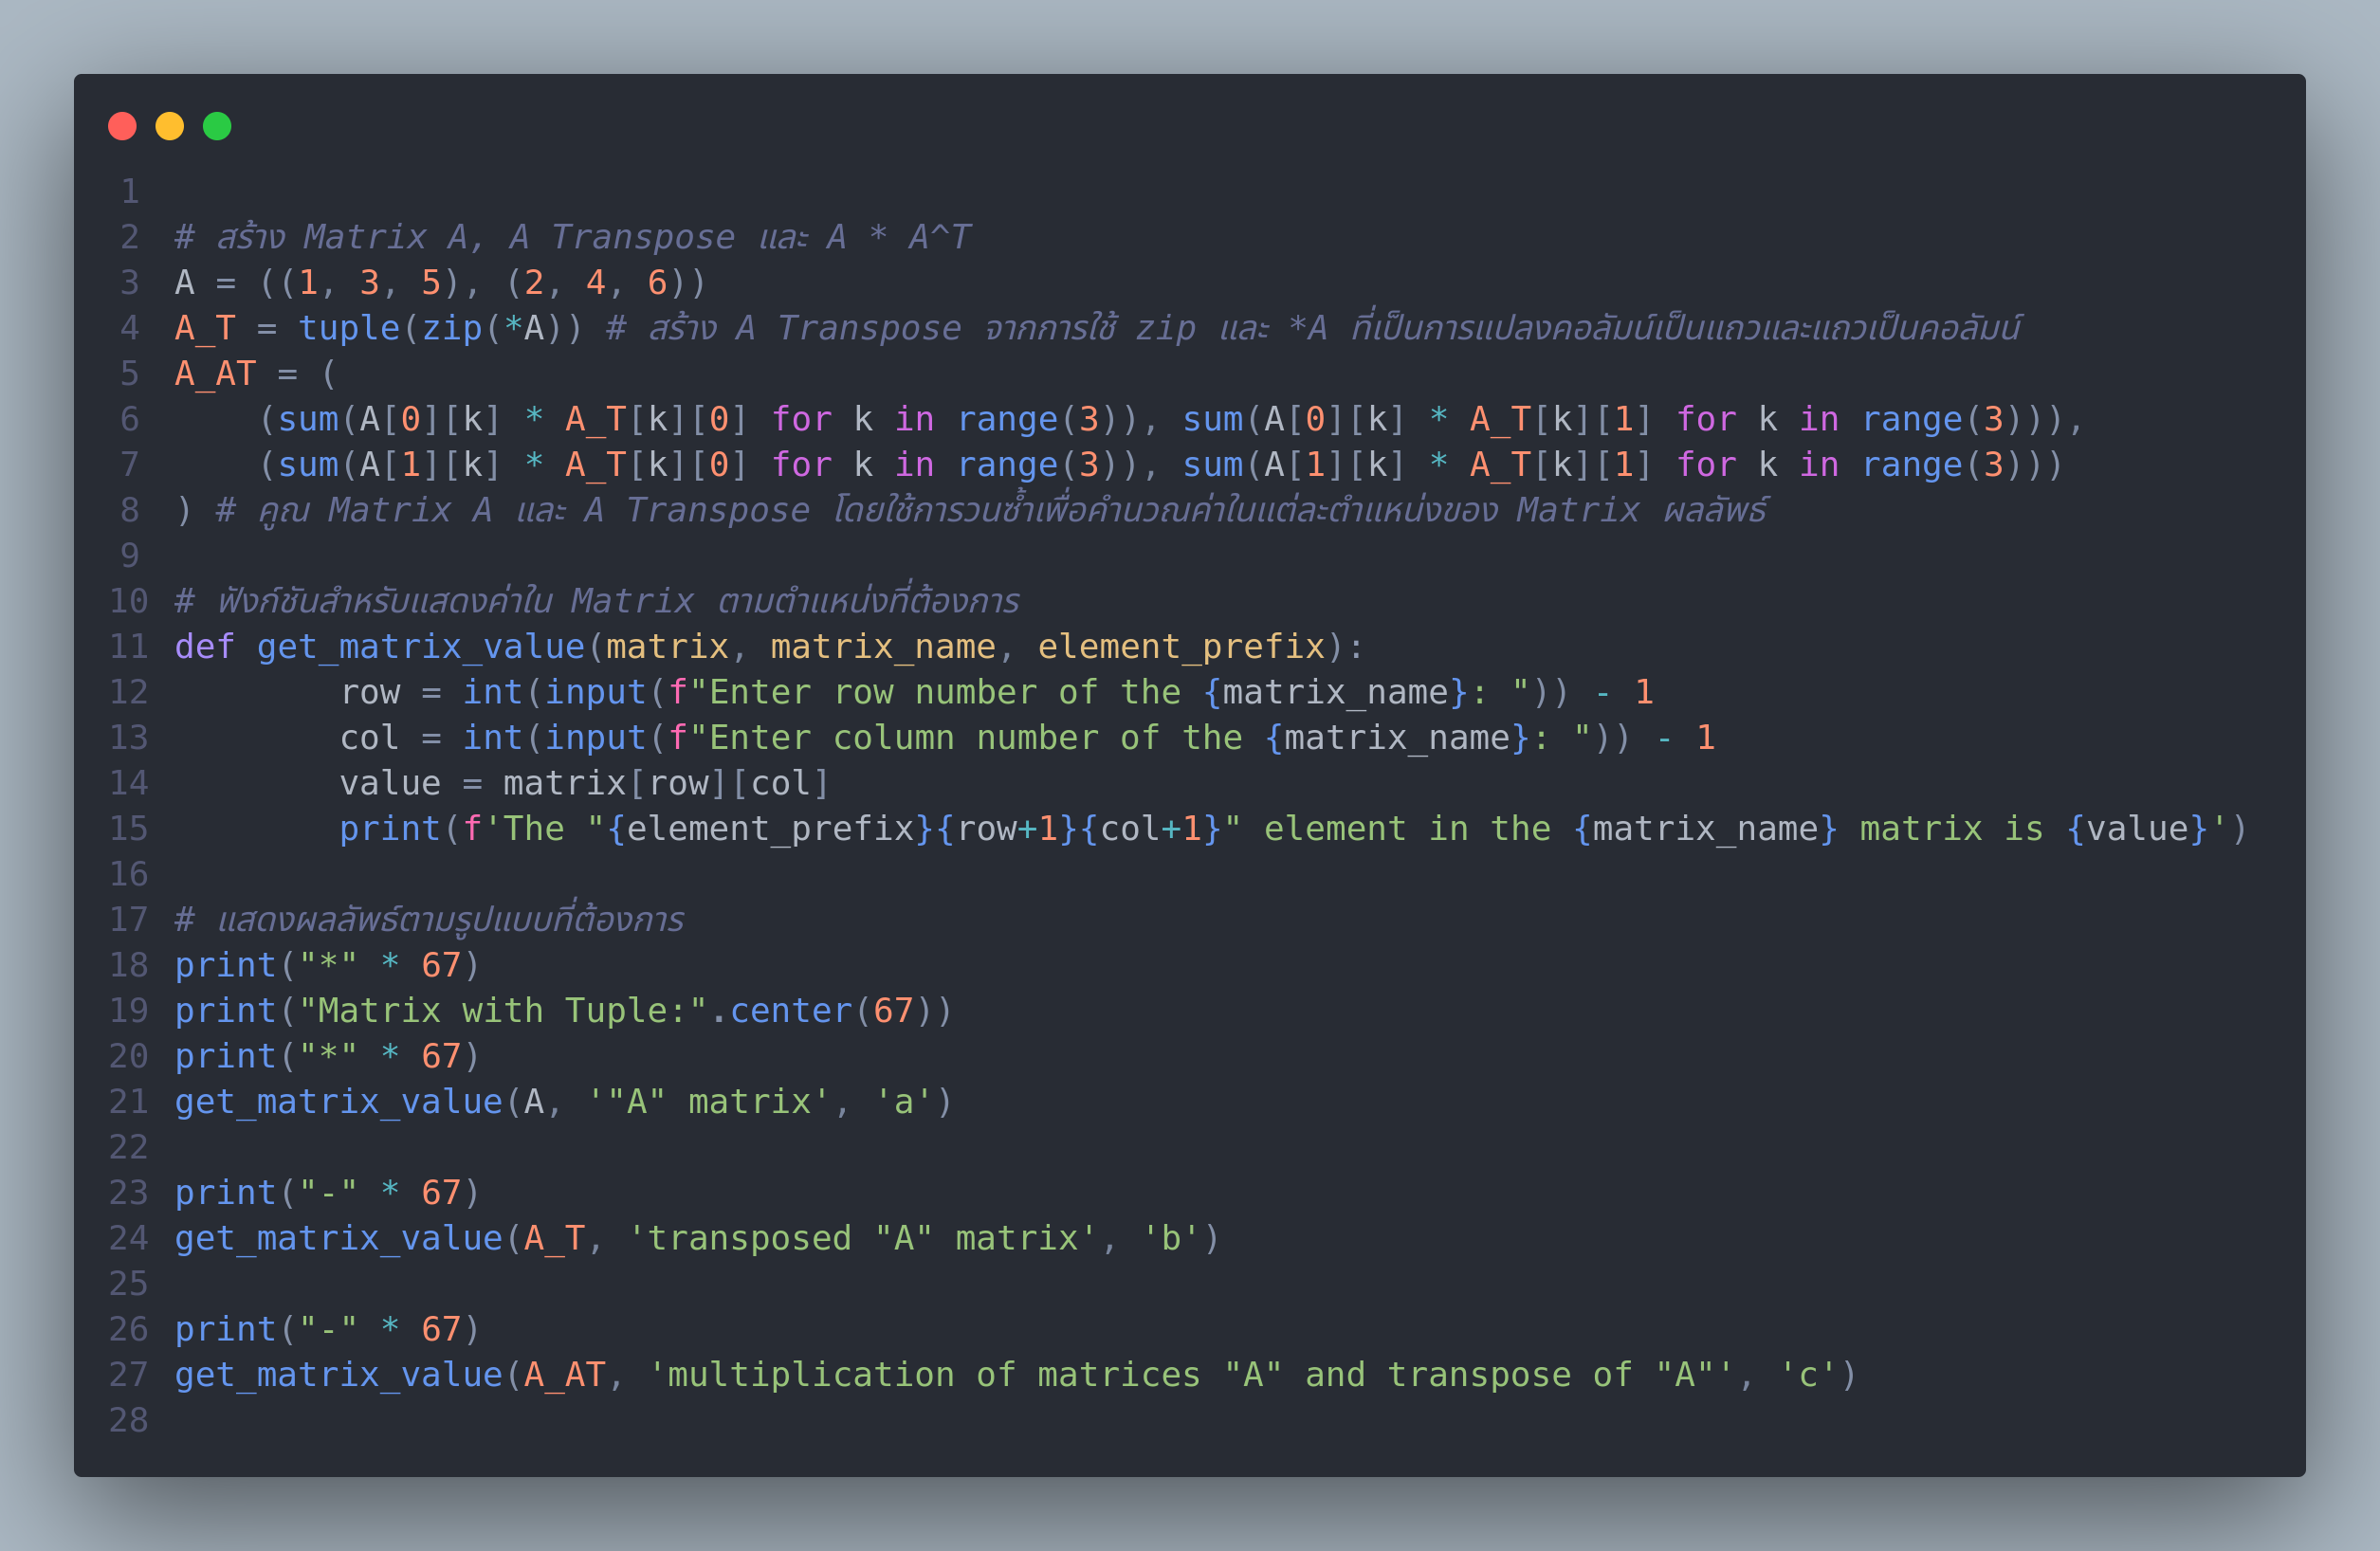 1
2 # สร้าง Matrix A, A Transpose และ A * A^T
3 A = ((1, 3, 5), (2, 4, 6))
4 A_T = tuple(zip(*A)) # สร้าง A Transpose จากการใช้ zip และ *A ที่เป็นการแปลงคอลัมน์เป็นแถวและแถวเป็นคอลัมน์
5 A_AT = (
6     (sum(A[0][k] * A_T[k][0] for k in range(3)), sum(A[0][k] * A_T[k][1] for k in range(3))),
7     (sum(A[1][k] * A_T[k][0] for k in range(3)), sum(A[1][k] * A_T[k][1] for k in range(3)))
8 ) # คูณ Matrix A และ A Transpose โดยใช้การวนซ้ำเพื่อคำนวณค่าในแต่ละตำแหน่งของ Matrix ผลลัพธ์
9
10 # ฟังก์ชันสำหรับแสดงค่าใน Matrix ตามตำแหน่งที่ต้องการ
11 def get_matrix_value(matrix, matrix_name, element_prefix):
12         row = int(input(f"Enter row number of the {matrix_name}: ")) - 1
13         col = int(input(f"Enter column number of the {matrix_name}: ")) - 1
14         value = matrix[row][col]
15         print(f'The "{element_prefix}{row+1}{col+1}" element in the {matrix_name} matrix is {value}')
16
17 # แสดงผลลัพธ์ตามรูปแบบที่ต้องการ
18 print("*" * 67)
19 print("Matrix with Tuple:".center(67))
20 print("*" * 67)
21 get_matrix_value(A, '"A" matrix', 'a')
22
23 print("-" * 67)
24 get_matrix_value(A_T, 'transposed "A" matrix', 'b')
25
26 print("-" * 67)
27 get_matrix_value(A_AT, 'multiplication of matrices "A" and transpose of "A"', 'c')
28